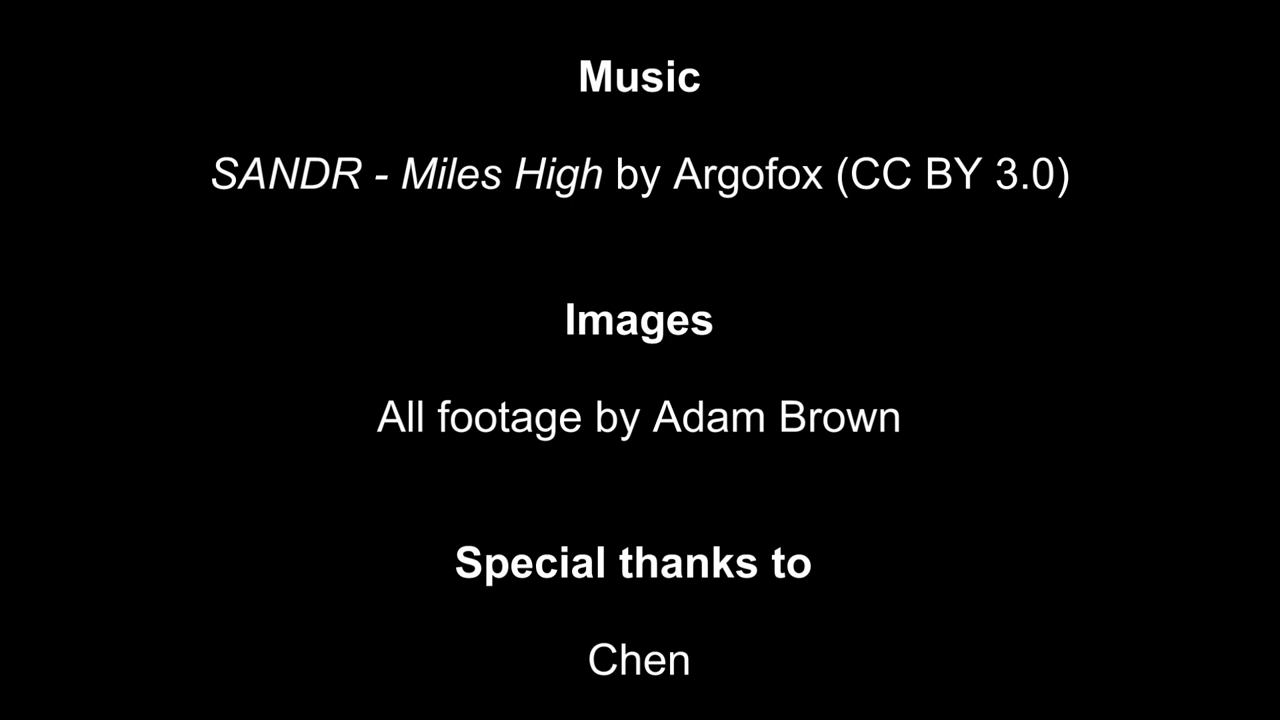 Music
SANDR - Miles High by Argofox (CC BY 3.0)
Images
All footage by Adam Brown
Special thanks to
Chen